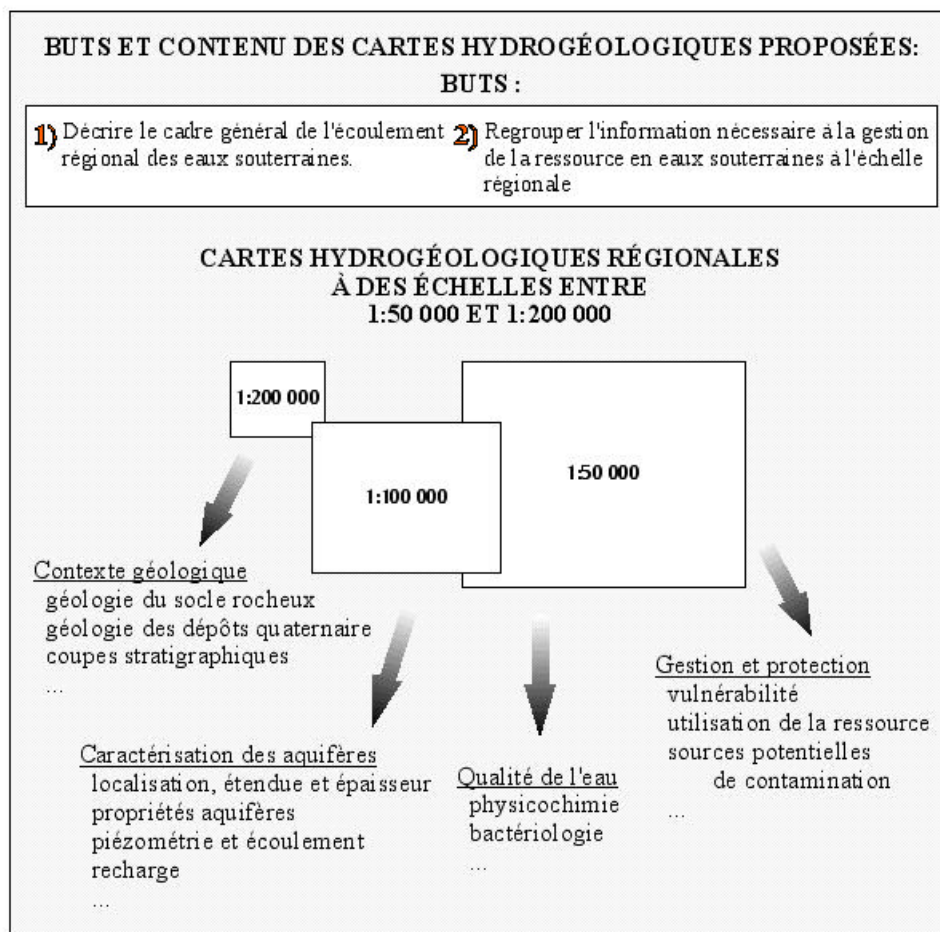 BUTS ET CONTENU DES CARTES HYDROGÉOLOGIQUES PROPOSÉES:
BUTS :
1) Décrire le cadre général de l'écoulement
régional des eaux souterraines.
2) Regrouper l'information nécessaire à la gestion
de la ressource en eaux souterraines à l'échelle
régionale
CARTES HYDROGÉOLOGIQUES RÉGIONALES
À DES ÉCHELLES ENTRE
1:50 000 ET 1:200 000
1:200 000
1:100 000
1:50 000
Contexte géologique
géologie du socle rocheux
géologie des dépôts quaternaire
coupes stratigraphiques
...
Caractérisation des aquifères
localisation, étendue et épaisseur
propriétés aquifères
piézométrie et écoulement
recharge
...
Qualité de l'eau
physicochimie
bactériologie
...
Gestion et protection
vulnérabilité
utilisation de la ressource
sources potentielles
de contamination
...